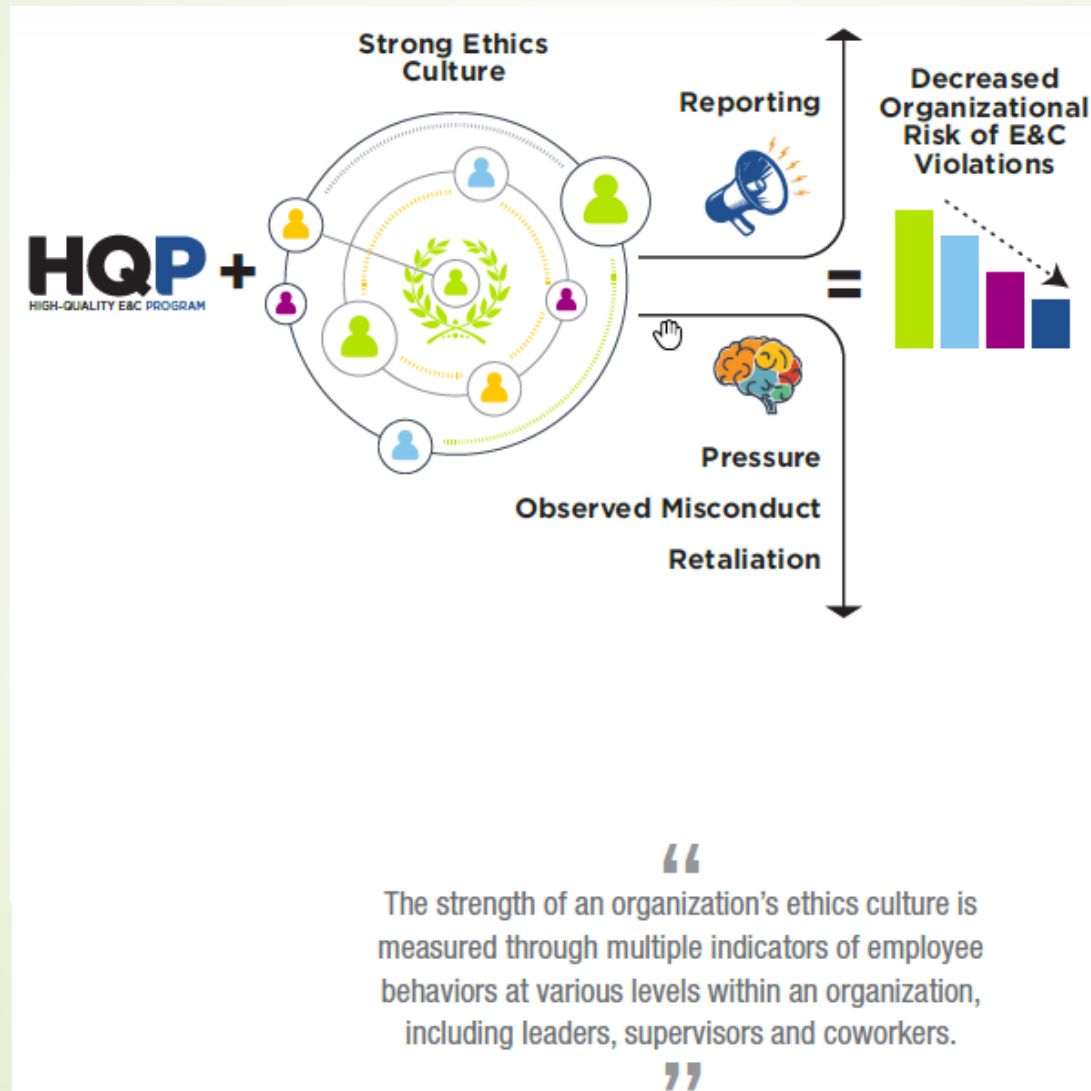 Strong Ethics
Culture
Reporting
Decreased
Organizational
Risk of E&C
Violations
HQP +
HIGH-QUALITY E&C PROGRAM
=
Pressure
Observed Misconduct
Retaliation
“
The strength of an organization’s ethics culture is
measured through multiple indicators of employee
behaviors at various levels within an organization,
including leaders, supervisors and coworkers.
”